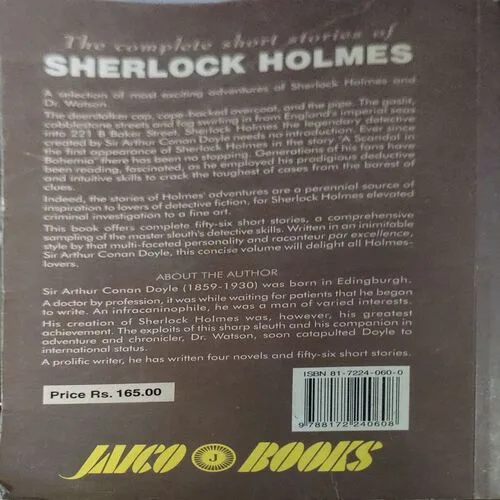 The complete short stories of
SHERLOCK HOLMES
A selection of most exciting adventures of Sherlock Holmes and
Dr. Watson.
The deerstalker cap, cape-backed overcoat, and the pipe. The gaslit,
cobblestone streets and fog swirling in from England's imperial seas
into 221 B Baker Street. Sherlock Holmes the legendary detective
created by Sir Arthur Conan Doyle needs no introduction. Ever since
the first appearance of Sherlock Holmes in the story "A Scandal in
Bohemia" there has been no stopping. Generations of his fans have
been reading, fascinated, as he employed his prodigious deductive
and intuitive skills to crack the toughest of cases from the barest of
clues.
Indeed, the stories of Holmes' adventures are a perennial source of
inspiration to lovers of detective fiction, for Sherlock Holmes elevated
criminal investigation to a fine art.
This book offers complete fifty-six short stories, a comprehensive
sampling of the master sleuth's detective skills. Written in an inimitable
style by that multi-faceted personality and raconteur par excellence,
Sir Arthur Conan Doyle, this concise volume will delight all Holmes-
lovers.
ABOUT THE AUTHOR
Sir Arthur Conan Doyle (1859-1930) was born in Edingburgh.
A doctor by profession, it was while waiting for patients that he began
to write. An infracaninophile, he was a man of varied interests.
His creation of Sherlock Holmes was, however, his greatest
achievement. The exploits of this sharp sleuth and his companion in
adventure and chronicler, Dr. Watson, soon catapulted Doyle to
international status.
A prolific writer, he has written four novels and fifty-six short stories.
ISBN 81-7224-060-0
Price Rs. 165.00
9 788172 240608
JAICO J BOOKS